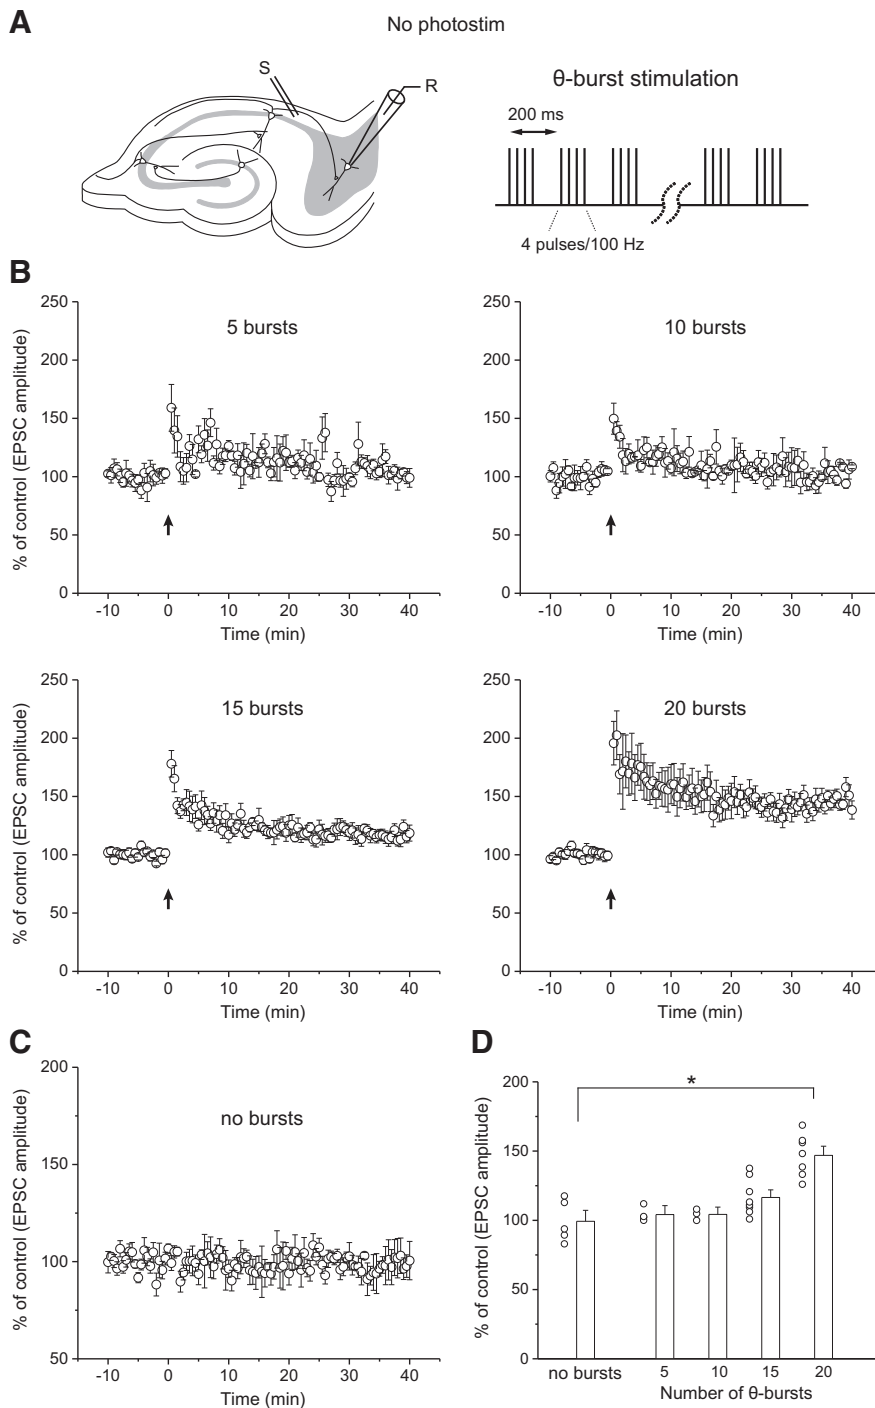 A
No photostim
S
R
θ-burst stimulation
200 ms
4 pulses/100 Hz
B
% of control (EPSC amplitude)
250
200
150
100
50
0
5 bursts
-10 0 10 20 30 40
Time (min)
250
200
150
100
50
0
10 bursts
-10 0 10 20 30 40
Time (min)
% of control (EPSC amplitude)
250
200
150
100
50
0
15 bursts
-10 0 10 20 30 40
Time (min)
250
200
150
100
50
0
20 bursts
-10 0 10 20 30 40
Time (min)
C
% of control (EPSC amplitude)
200
150
100
50
no bursts
-10 0 10 20 30 40
Time (min)
D
% of control (EPSC amplitude)
200
150
100
50
0
*
no bursts 5 10 15 20
Number of θ-bursts